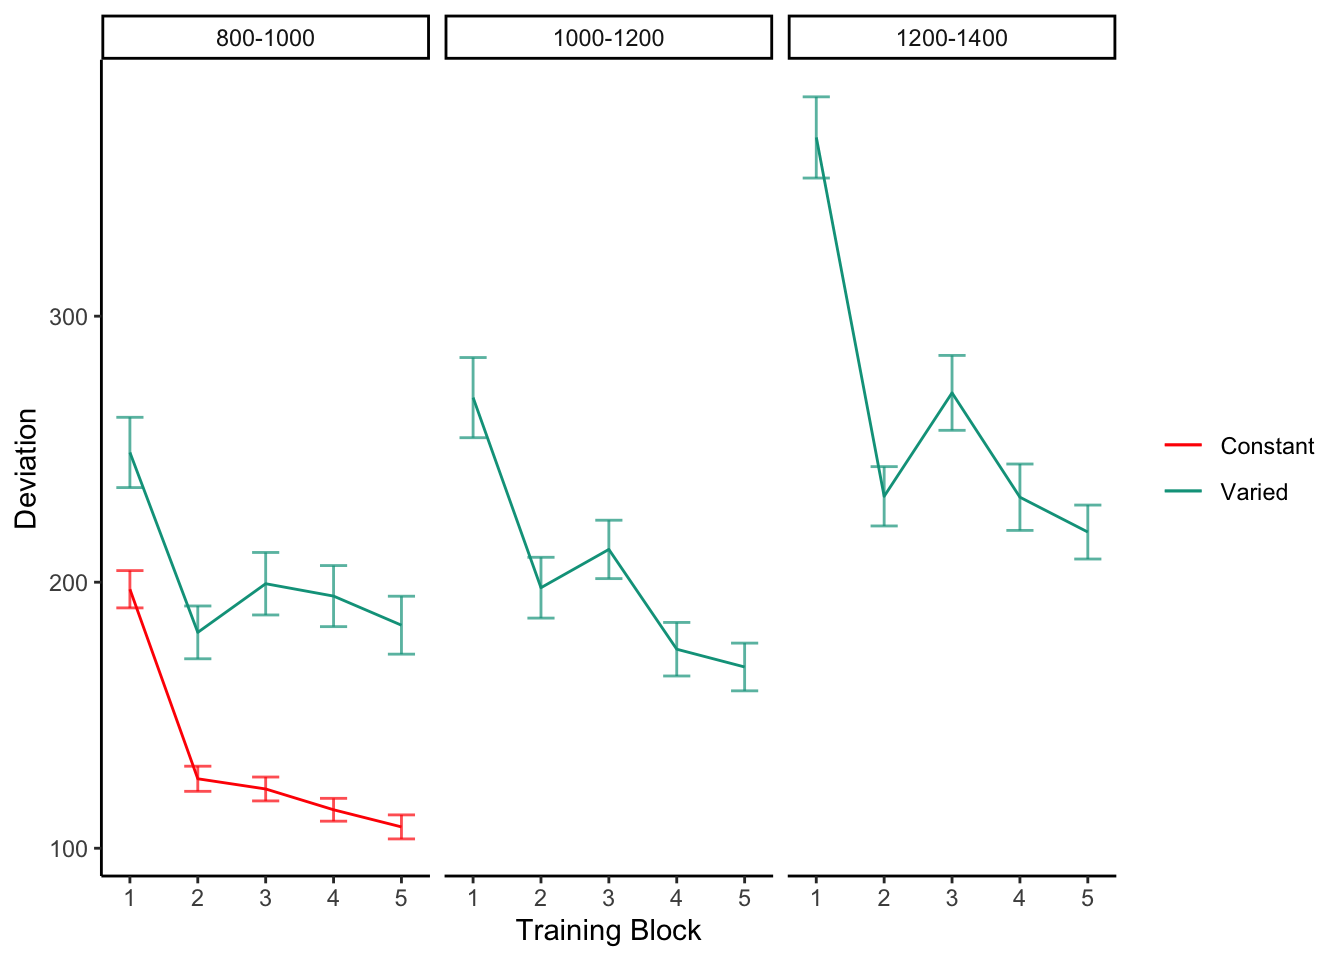 800-1000 1000-1200 1200-1400
300
200
100
Deviation
1 2 3 4 5 1 2 3 4 5 1 2 3 4 5
Training Block
Constant
Varied